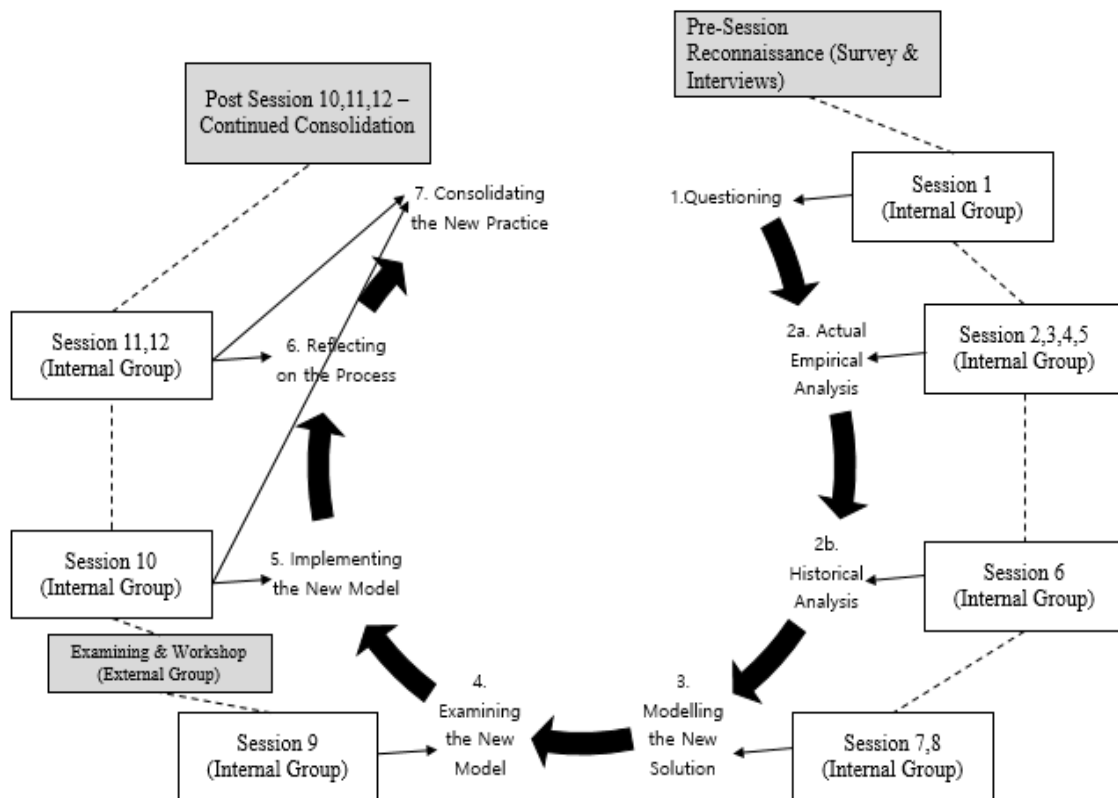 Pre-Session
Reconnaissance (Survey &
Interviews)
Post Session 10,11,12 –
Continued Consolidation
Session 1
(Internal Group)
1.Questioning
7. Consolidating
the New Practice
Session 2,3,4,5
(Internal Group)
2a. Actual
Empirical
Analysis
Session 11,12
(Internal Group)
6. Reflecting
on the Process
Session 6
(Internal Group)
2b.
Historical
Analysis
Session 10
(Internal Group)
5. Implementing
the New Model
Examining & Workshop
(External Group)
Session 7,8
(Internal Group)
3.
Modelling
the New
Solution
4.
Examining
the New
Model
Session 9
(Internal Group)